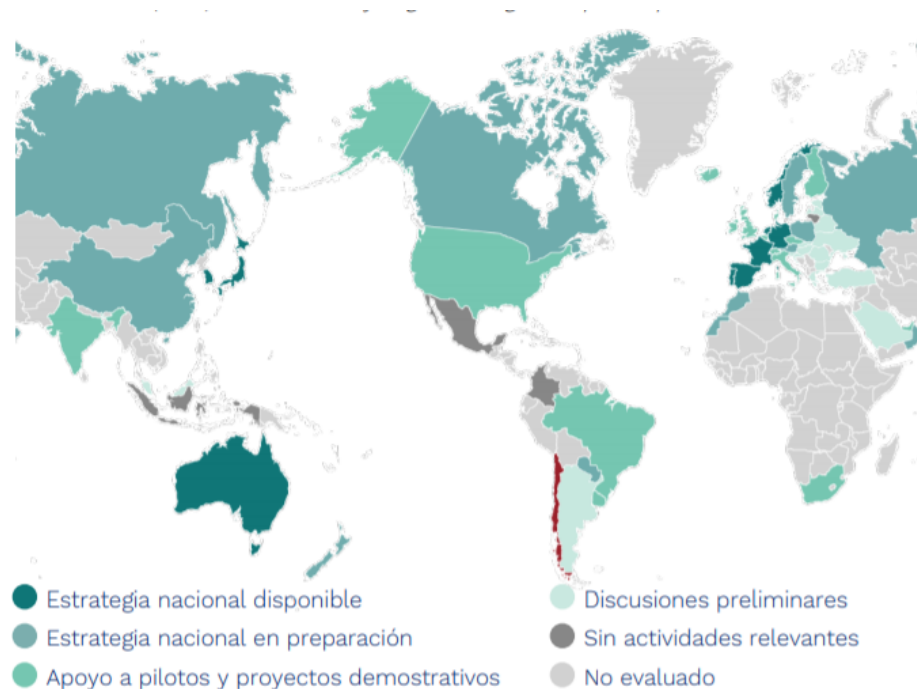 Estrategia nacional disponible
Estrategia nacional en preparación
Apoyo a pilotos y proyectos demostrativos
Discusiones preliminares
Sin actividades relevantes
No evaluado